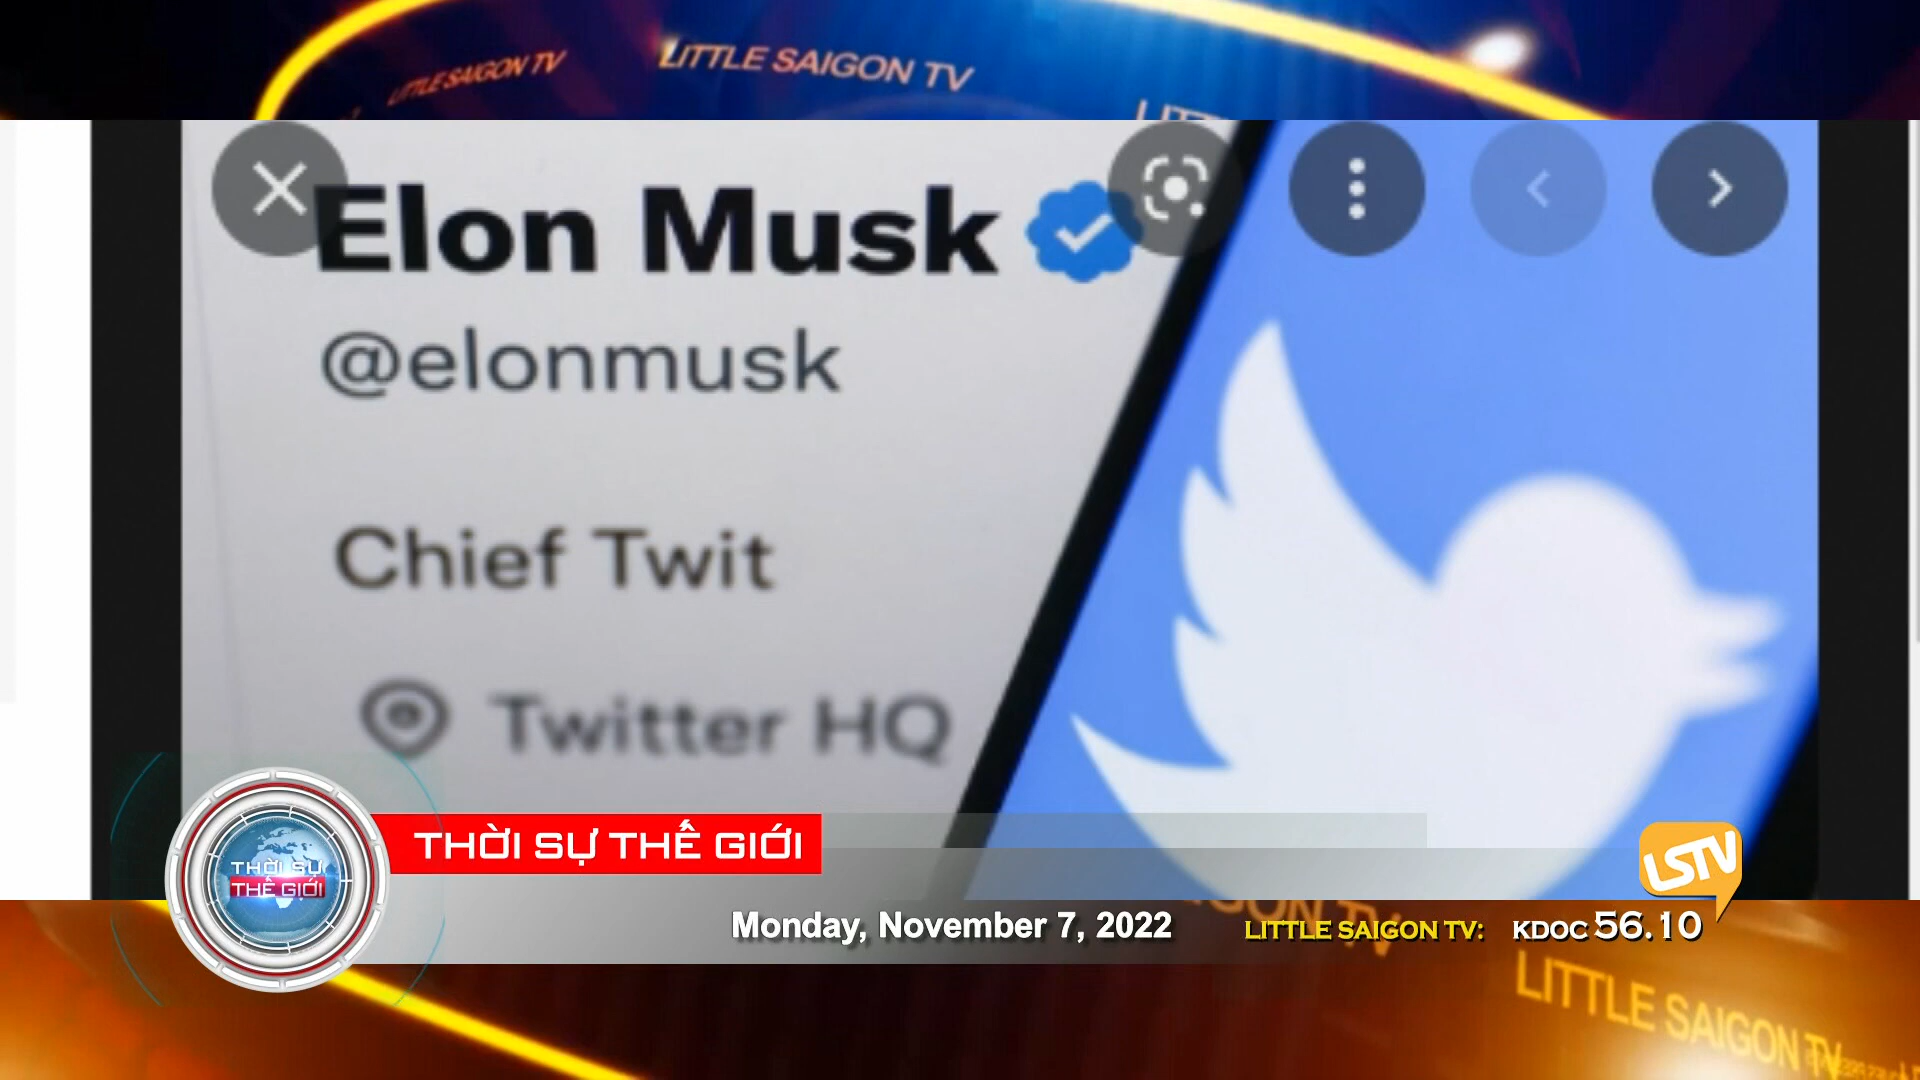 LITTLE SAIGON TV
LITTLE SAIGON TV
Elon Musk
@elonmusk
Chief Twit
Twitter HQ
THỜI SỰ THẾ GIỚI
THỜI SỰ
THẾ GIỚI
LSTV
Monday, November 7, 2022
LITTLE SAIGON TV: KDOC 56.10
LITTLE SAIGON TV